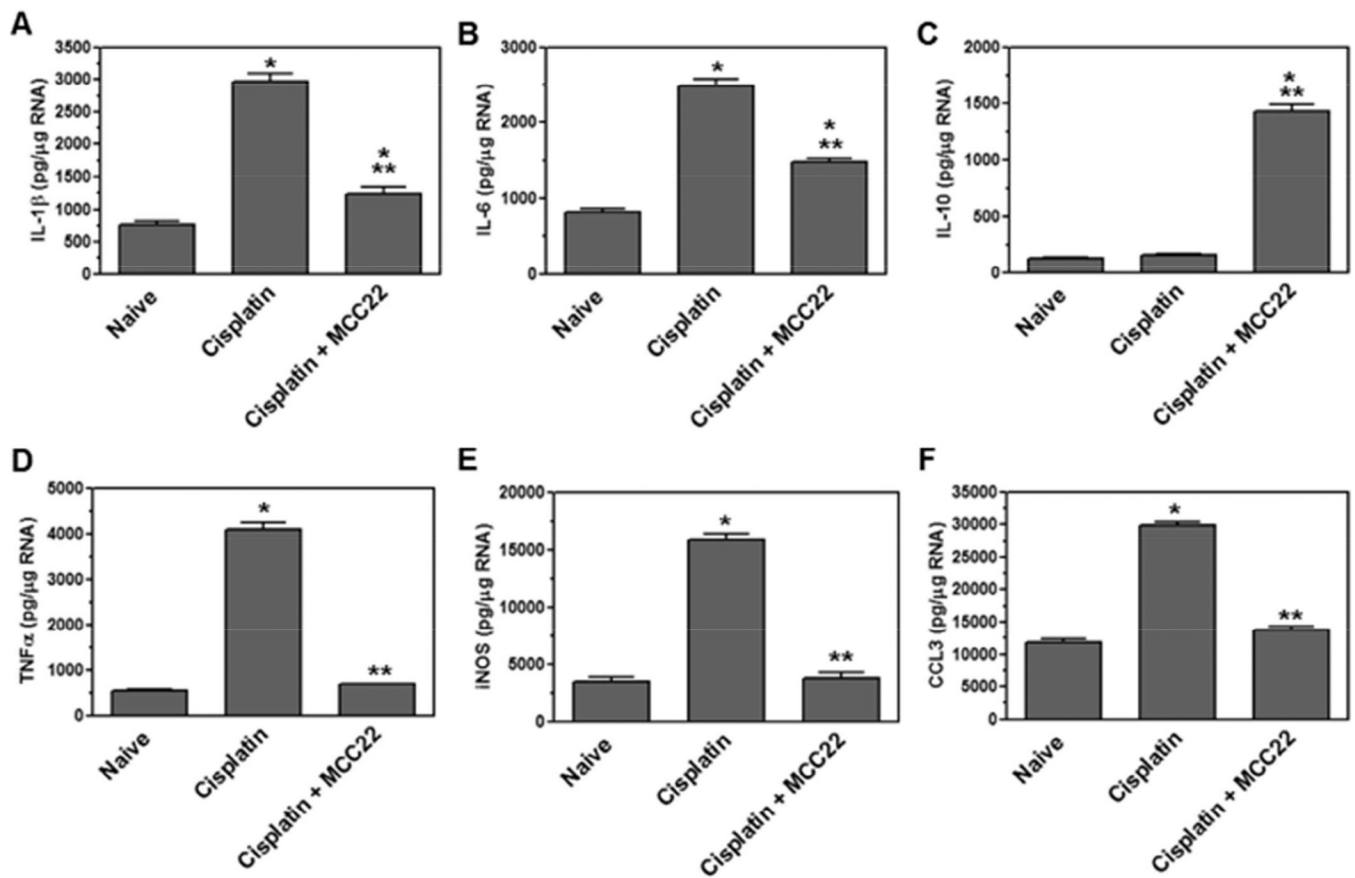 A
IL-1β (pg/µg RNA)
3500
3000
2500
2000
1500
1000
500
0
*
*
**
Naive
Cisplatin
Cisplatin + MCC22
B
IL-6 (pg/µg RNA)
3000
2000
1000
0
*
*
**
Naive
Cisplatin
Cisplatin + MCC22
C
IL-10 (pg/µg RNA)
2000
1500
1000
500
0
*
**
Naive
Cisplatin
Cisplatin + MCC22
D
TNFα (pg/µg RNA)
5000
4000
3000
2000
1000
0
*
**
Naive
Cisplatin
Cisplatin + MCC22
E
iNOS (pg/µg RNA)
20000
15000
10000
5000
0
*
**
Naive
Cisplatin
Cisplatin + MCC22
F
CCL3 (pg/µg RNA)
35000
30000
25000
20000
15000
10000
5000
0
*
**
Naive
Cisplatin
Cisplatin + MCC22